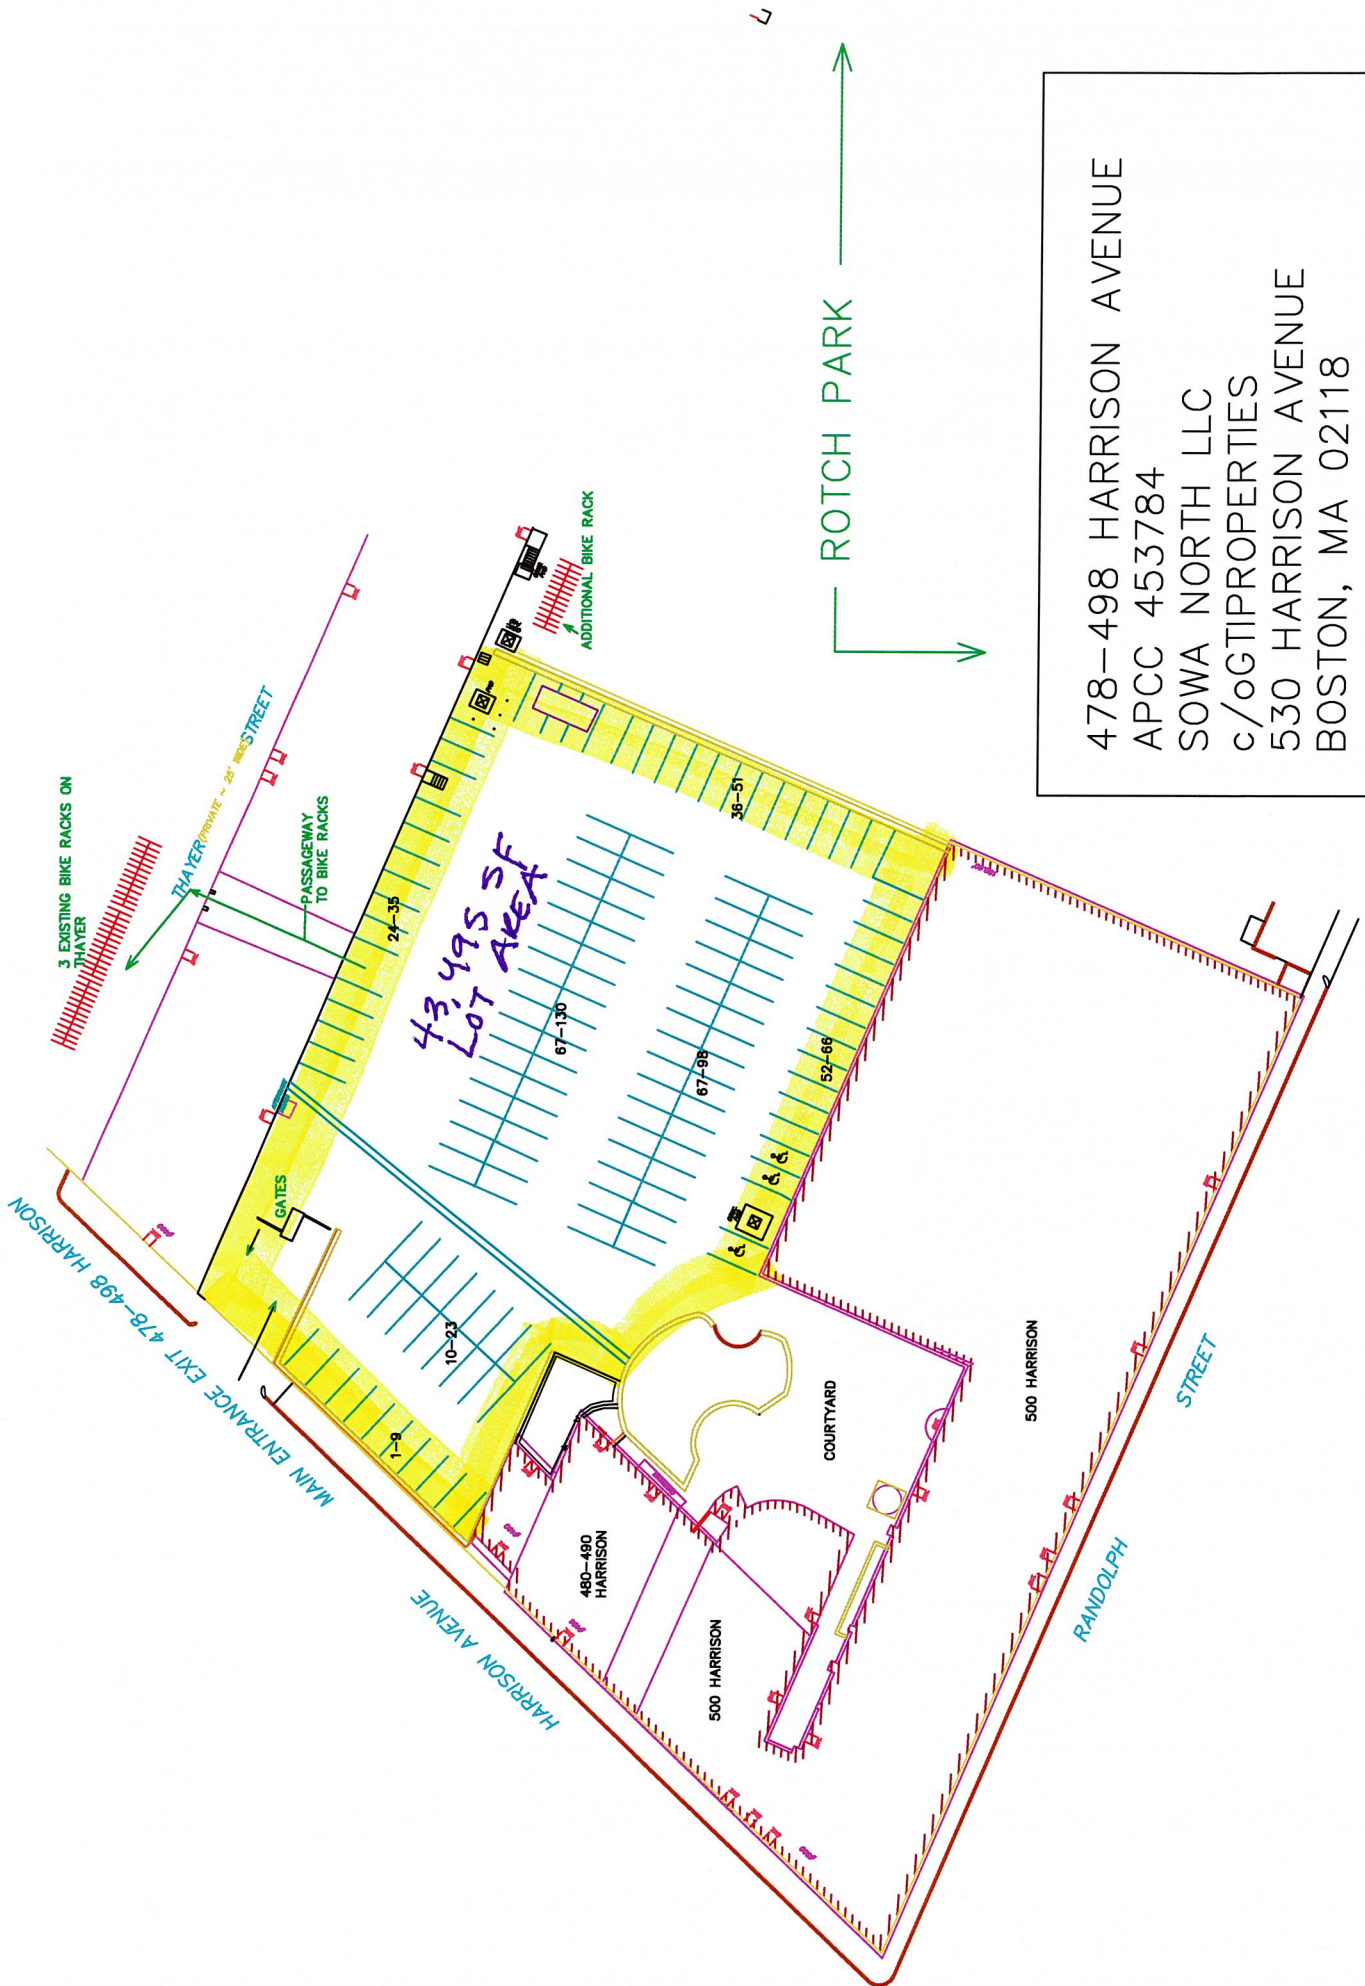 3 EXISTING BIKE RACKS ON
THAYER
THAYER (PRIVATE ~ 25' WIDE) STREET
PASSAGEWAY
TO BIKE RACKS
ADDITIONAL BIKE RACK
478-498 HARRISON
MAIN ENTRANCE EXIT
GATES
24-35
43,495 SF
LOT AREA
36-51
67-130
67-98
52-66
10-23
1-9
HARRISON AVENUE
480-490
HARRISON
500 HARRISON
COURTYARD
500 HARRISON
RANDOLPH
STREET
ROTCH PARK
478-498 HARRISON AVENUE
APCC 453784
SOWA NORTH LLC
c/oGTIPROPERTIES
530 HARRISON AVENUE
BOSTON, MA 02118